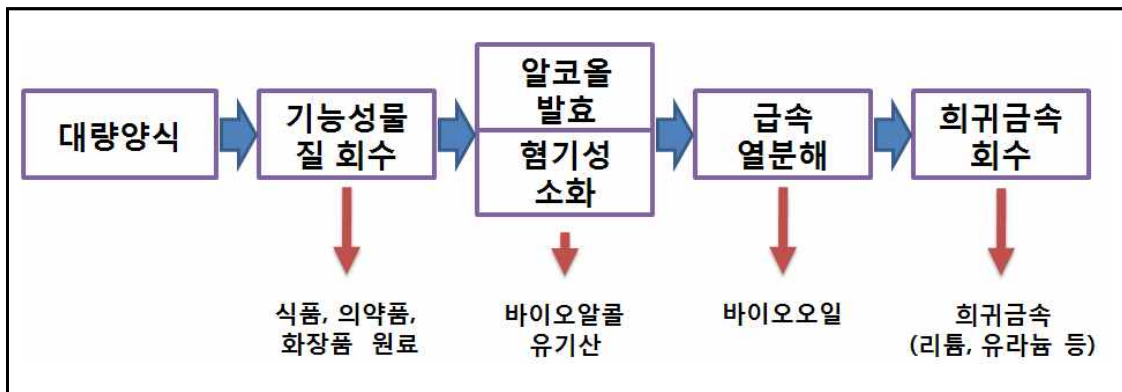 대량양식
기능성물
질 회수
알코올
발효
혐기성
소화
급속
열분해
희귀금속
회수
식품, 의약품,
화장품 원료
바이오알콜
유기산
바이오오일
희귀금속
(리튬, 유라늄 등)